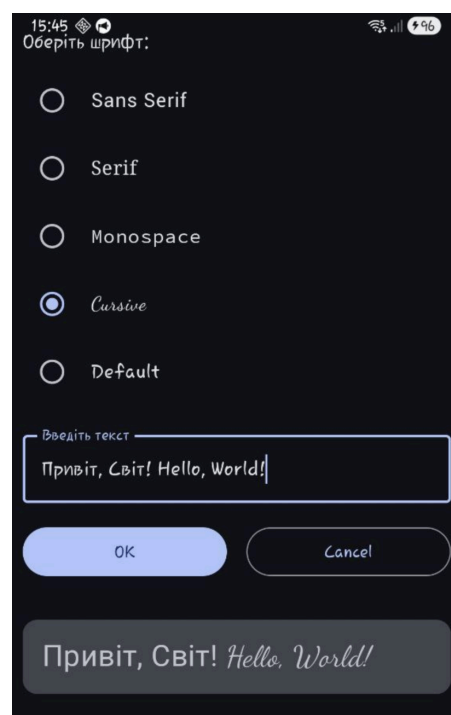 15:45 96
Оберіть шрифт:
Sans Serif
Serif
Monospace
Cursive
Default
Введіть текст
Привіт, Світ! Hello, World!
OK Cancel
Привіт, Світ! Hello, World!